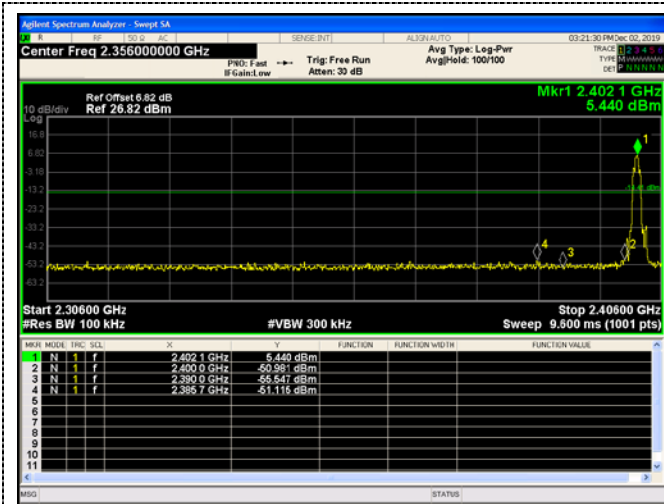 Agilent Spectrum Analyzer - Swept SA
R RF 50 Ω AC SENSE:INT ALIGNAUTO 03:21:30 PM Dec 02, 2019
Center Freq 2.356000000 GHz
PNO: Fast
IFGain:Low
Trig: Free Run
Atten: 30 dB
Avg Type: Log-Pwr
Avg|Hold: 100/100
TRACE 1 2 3 4 5 6
TYPE M
DET P N N N N N
Mkr1 2.402 1 GHz
5.440 dBm
Ref Offset 6.82 dB
10 dB/div Ref 26.82 dBm
Log
16.8
6.82
-3.18
-13.2
-23.2
-33.2
-43.2
-53.2
-63.2
1
2
3
4
Start 2.30600 GHz Stop 2.40600 GHz
#Res BW 100 kHz #VBW 300 kHz Sweep 9.600 ms (1001 pts)
MKR MODE TRC SCL X Y FUNCTION FUNCTION WIDTH FUNCTION VALUE
1 N 1 f 2.402 1 GHz 5.440 dBm
2 N 1 f 2.400 0 GHz -50.981 dBm
3 N 1 f 2.390 0 GHz -55.547 dBm
4 N 1 f 2.385 7 GHz -51.115 dBm
5
6
7
8
9
10
11
MSG STATUS